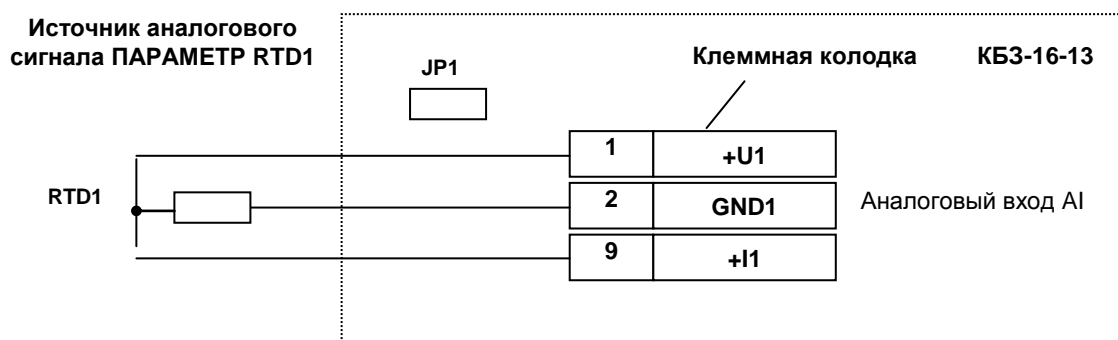 Источник аналогового
сигнала ПАРАМЕТР RTD1
JP1
Клеммная колодка
КБЗ-16-13
1
+U1
RTD1
2
GND1
Аналоговый вход AI
9
+I1